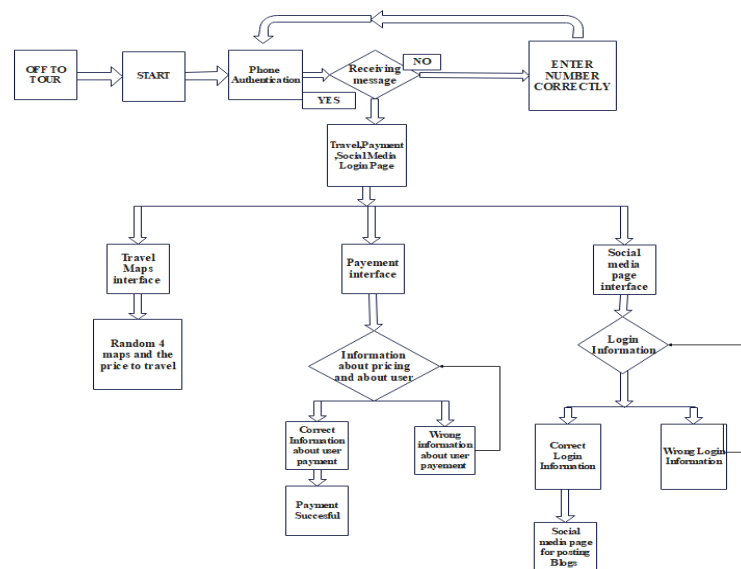 OFF TO
TOUR
START
Phone
Authentication
Receiving
message
NO
YES
ENTER
NUMBER
CORRECTLY
Travel,Payment
,Social Media
Login Page
Travel
Maps
interface
Payement
interface
Social
media
page
interface
Random 4
maps and the
price to travel
Information
about pricing
and about user
Login
Information
Correct
Information
about user
payment
Wrong
information
about user
payement
Correct
Login
Information
Wrong Login
Information
Payment
Succesful
Social
media page
for posting
Blogs